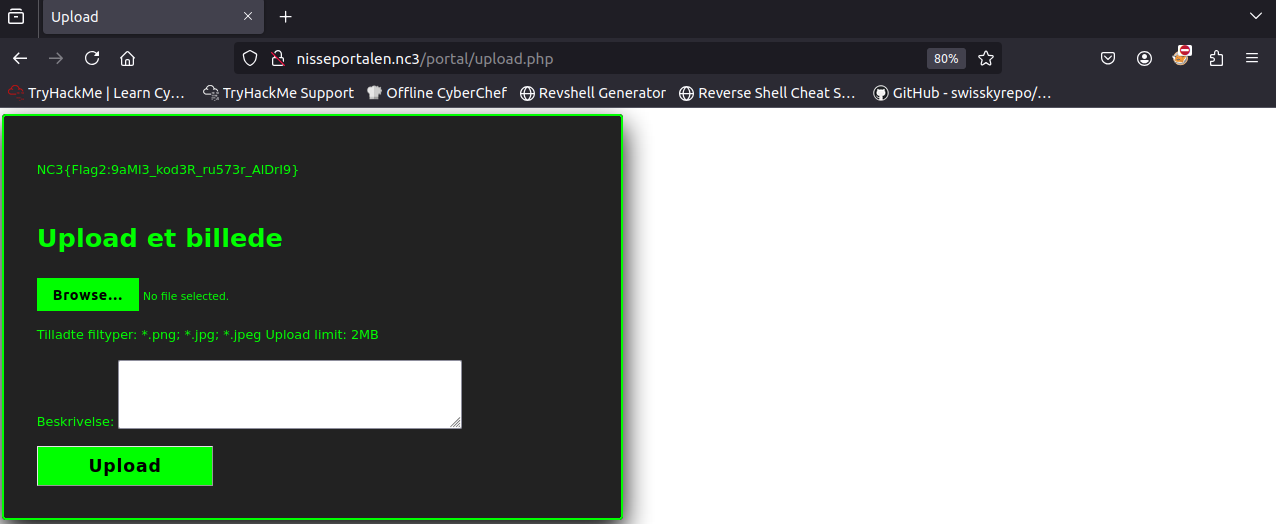 Upload
nisseportalen.nc3/portal/upload.php 80%
TryHackMe | Learn Cy… TryHackMe Support Offline CyberChef Revshell Generator Reverse Shell Cheat S… GitHub - swisskyrepo/…
NC3{Flag2:9aMl3_kod3R_ru573r_AlDrI9}
Upload et billede
Browse... No file selected.
Tilladte filtyper: *.png; *.jpg; *.jpeg Upload limit: 2MB
Beskrivelse:
Upload